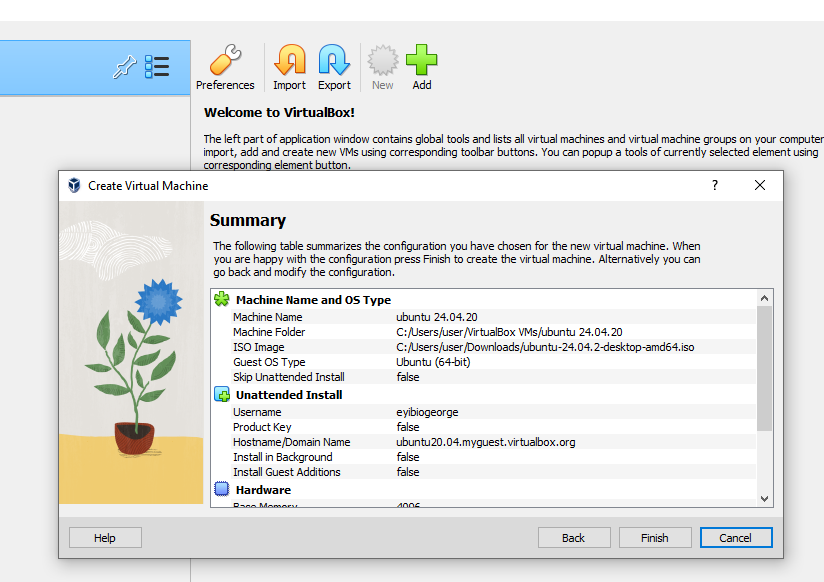 Preferences Import Export New Add
Welcome to VirtualBox!
The left part of application window contains global tools and lists all virtual machines and virtual machine groups on your computer
import, add and create new VMs using corresponding toolbar buttons. You can popup a tools of currently selected element using
corresponding element button.
Create Virtual Machine ?
Summary
The following table summarizes the configuration you have chosen for the new virtual machine. When
you are happy with the configuration press Finish to create the virtual machine. Alternatively you can
go back and modify the configuration.
Machine Name and OS Type
Machine Name ubuntu 24.04.20
Machine Folder C:/Users/user/VirtualBox VMs/ubuntu 24.04.20
ISO Image C:/Users/user/Downloads/ubuntu-24.04.2-desktop-amd64.iso
Guest OS Type Ubuntu (64-bit)
Skip Unattended Install false
Unattended Install
Username eyibiogeorge
Product Key false
Hostname/Domain Name ubuntu20.04.myguest.virtualbox.org
Install in Background false
Install Guest Additions false
Hardware
Base Memory 4096
Help Back Finish Cancel